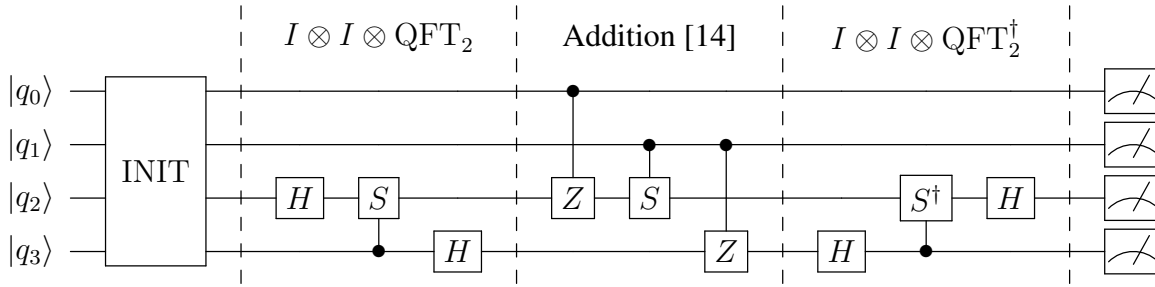 I ⊗ I ⊗ QFT₂ Addition [14] I ⊗ I ⊗ QFT₂†
|q₀⟩
|q₁⟩
INIT
|q₂⟩ H S Z S S† H
|q₃⟩ H Z H